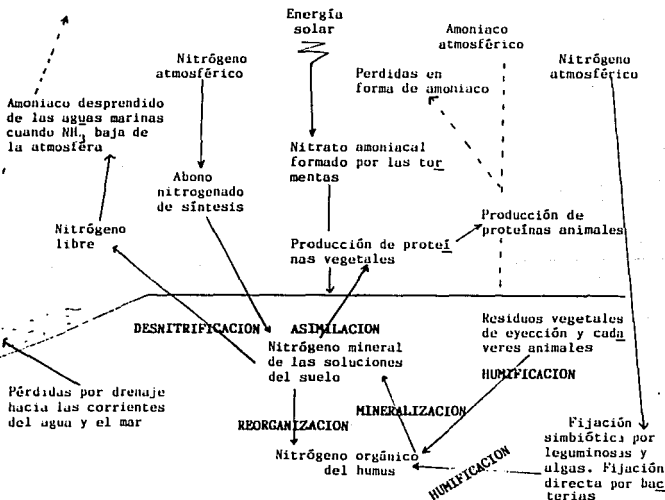 Energía
solar
Amoniaco
atmosférico
Nitrógeno
atmosférico
Nitrógeno
atmosférico
Perdidas en
forma de amoniaco
Amoniaco desprendido
de las aguas marinas
cuando NH₃ baja de
la atmosféra
Nitrato amoniacal
formado por las tor
mentas
Abono
nitrogenado
de síntesis
Nitrógeno
libre
Producción de proteí
nas vegetales
Producción de
proteínas animales
DESNITRIFICACION
ASIMILACION
Nitrógeno mineral
de las soluciones
del suelo
Residuos vegetales
de eyección y cada
veres animales
HUMIFICACION
Pérdidas por drenaje
hacia las corrientes
del agua y el mar
REORGANIZACION
MINERALIZACION
Nitrógeno orgánico
del humus
HUMIFICACION
Fijación
simbiótica por
leguminosas y
algas. Fijación
directa por bac
terias